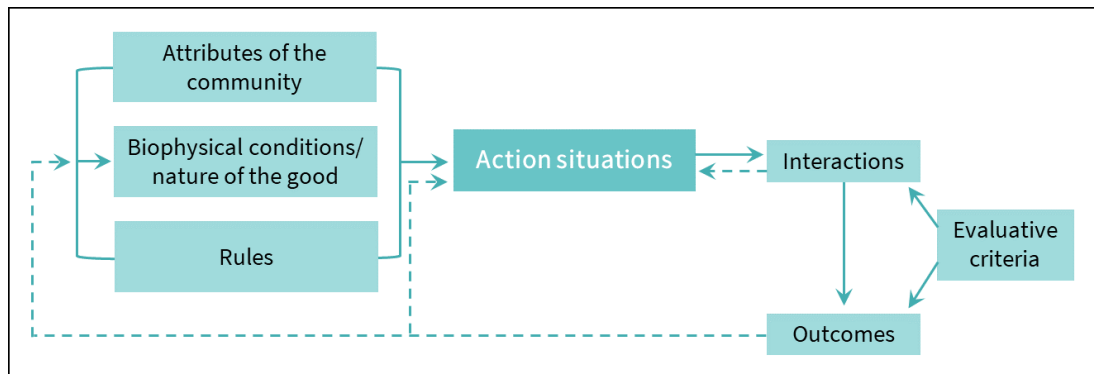 Attributes of the
community
Biophysical conditions/
nature of the good
Rules
Action situations
Interactions
Evaluative
criteria
Outcomes